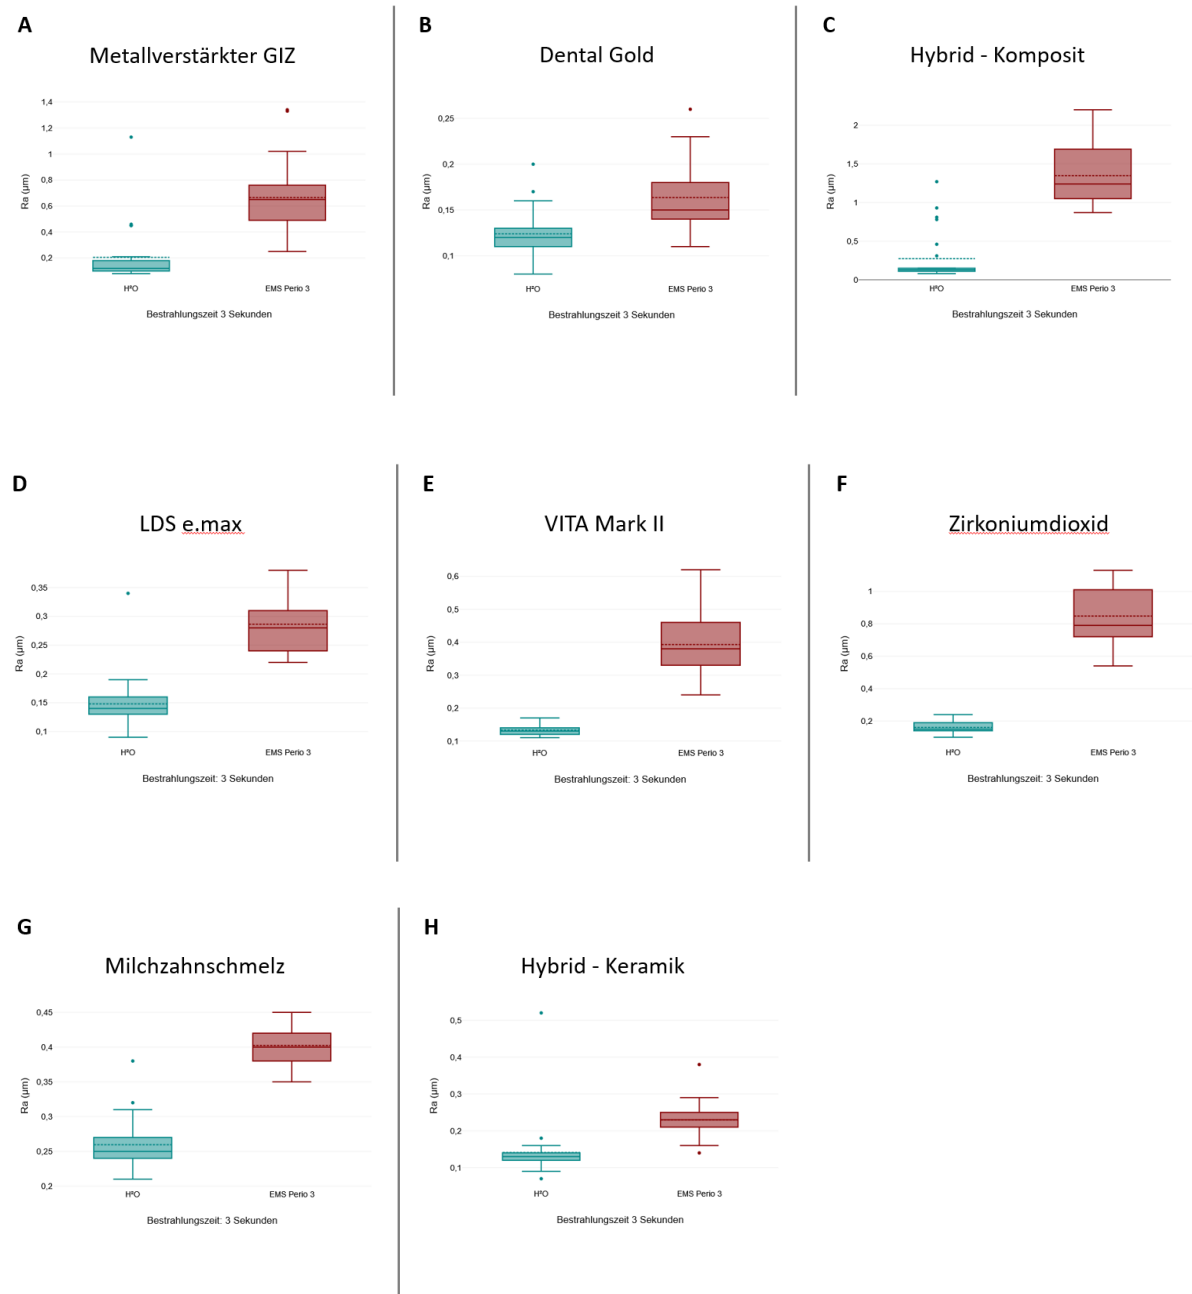 A
Metallverstärkter GIZ
1,4
1,2
1
0,8
0,6
0,4
0,2
Ra (µm)
HªO
EMS Perio 3
Bestrahlungszeit 3 Sekunden
B
Dental Gold
0,25
0,2
0,15
0,1
Ra (µm)
HªO
EMS Perio 3
Bestrahlungszeit 3 Sekunden
C
Hybrid - Komposit
2
1,5
1
0,5
0
Ra (µm)
HªO
EMS Perio 3
Bestrahlungszeit 3 Sekunden
D
LDS e.max
0,35
0,3
0,25
0,2
0,15
0,1
Ra (µm)
HªO
EMS Perio 3
Bestrahlungszeit: 3 Sekunden
E
VITA Mark II
0,6
0,5
0,4
0,3
0,2
0,1
Ra (µm)
HªO
EMS Perio 3
Bestrahlungszeit: 3 Sekunden
F
Zirkoniumdioxid
1
0,8
0,6
0,4
0,2
Ra (µm)
HªO
EMS Perio 3
Bestrahlungszeit: 3 Sekunden
G
Milchzahnschmelz
0,45
0,4
0,35
0,3
0,25
0,2
Ra (µm)
HªO
EMS Perio 3
Bestrahlungszeit: 3 Sekunden
H
Hybrid - Keramik
0,5
0,4
0,3
0,2
0,1
Ra (µm)
HªO
EMS Perio 3
Bestrahlungszeit 3 Sekunden